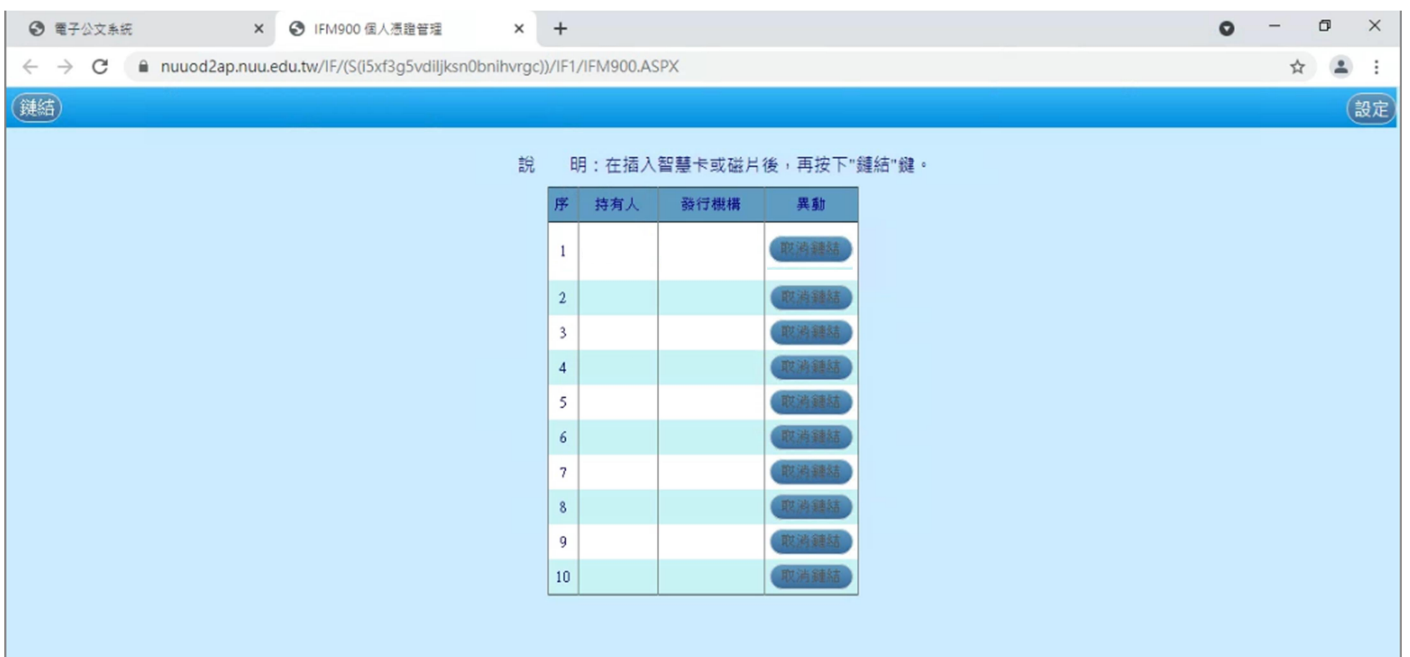 電子公文系統 IFM900 個人憑證管理
nuuod2ap.nuu.edu.tw/IF/(S(i5xf3g5vdiljksn0bnihvrgc))/IF1/IFM900.ASPX
鏈結 設定
說 明：在插入智慧卡或磁片後，再按下"鏈結"鍵。
序 持有人 發行機構 異動
1 取消鏈結
2 取消鏈結
3 取消鏈結
4 取消鏈結
5 取消鏈結
6 取消鏈結
7 取消鏈結
8 取消鏈結
9 取消鏈結
10 取消鏈結